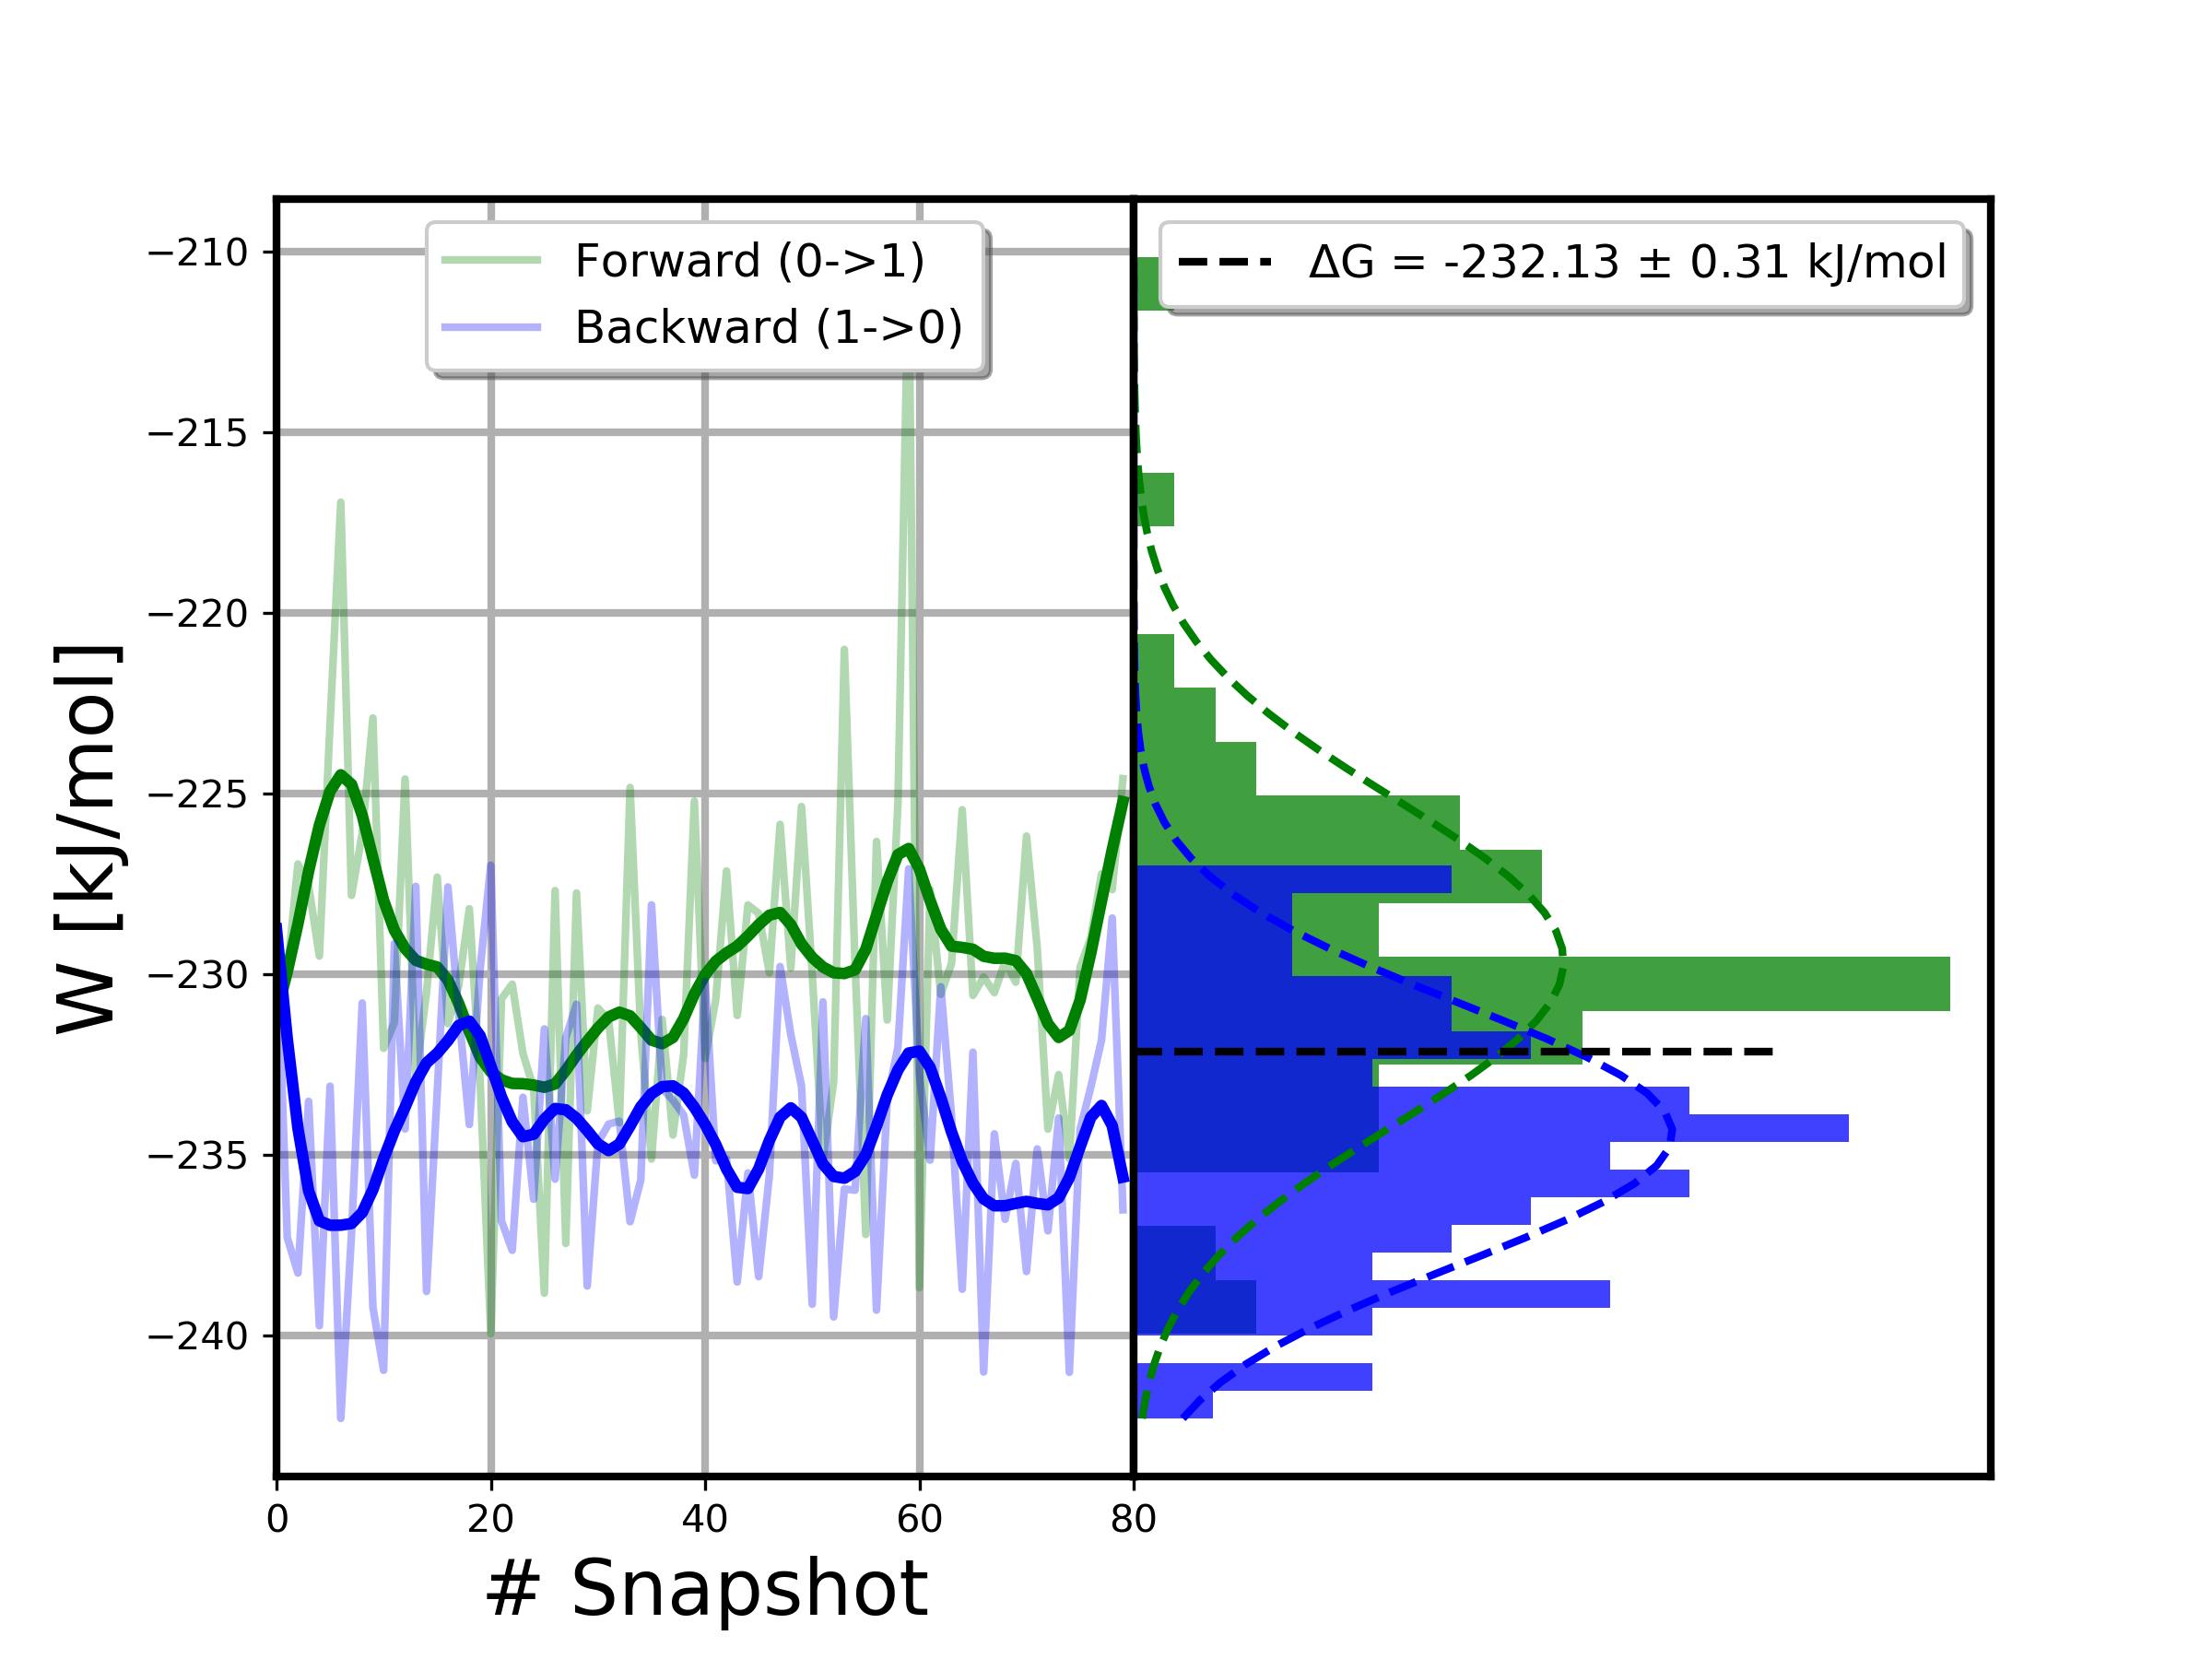 Forward (0->1)
Backward (1->0)
ΔG = -232.13 ± 0.31 kJ/mol
−210
−215
−220
−225
−230
−235
−240
W [kJ/mol]
0 20 40 60 80
# Snapshot